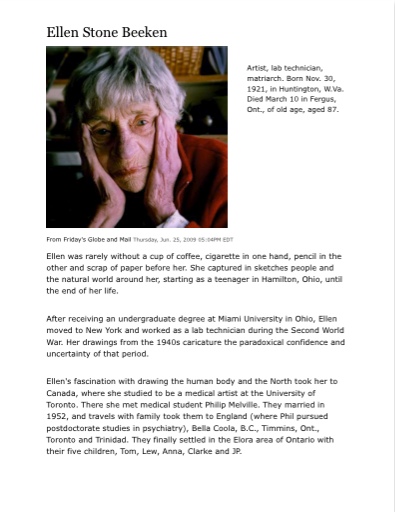 Ellen Stone Beeken
Artist, lab technician,
matriarch. Born Nov. 30,
1921, in Huntington, W.Va.
Died March 10 in Fergus,
Ont., of old age, aged 87.
From Friday's Globe and Mail Thursday, Jun. 25, 2009 05:04PM EDT
Ellen was rarely without a cup of coffee, cigarette in one hand, pencil in the
other and scrap of paper before her. She captured in sketches people and
the natural world around her, starting as a teenager in Hamilton, Ohio, until
the end of her life.
After receiving an undergraduate degree at Miami University in Ohio, Ellen
moved to New York and worked as a lab technician during the Second World
War. Her drawings from the 1940s caricature the paradoxical confidence and
uncertainty of that period.
Ellen's fascination with drawing the human body and the North took her to
Canada, where she studied to be a medical artist at the University of
Toronto. There she met medical student Philip Melville. They married in
1952, and travels with family took them to England (where Phil pursued
postdoctorate studies in psychiatry), Bella Coola, B.C., Timmins, Ont.,
Toronto and Trinidad. They finally settled in the Elora area of Ontario with
their five children, Tom, Lew, Anna, Clarke and JP.